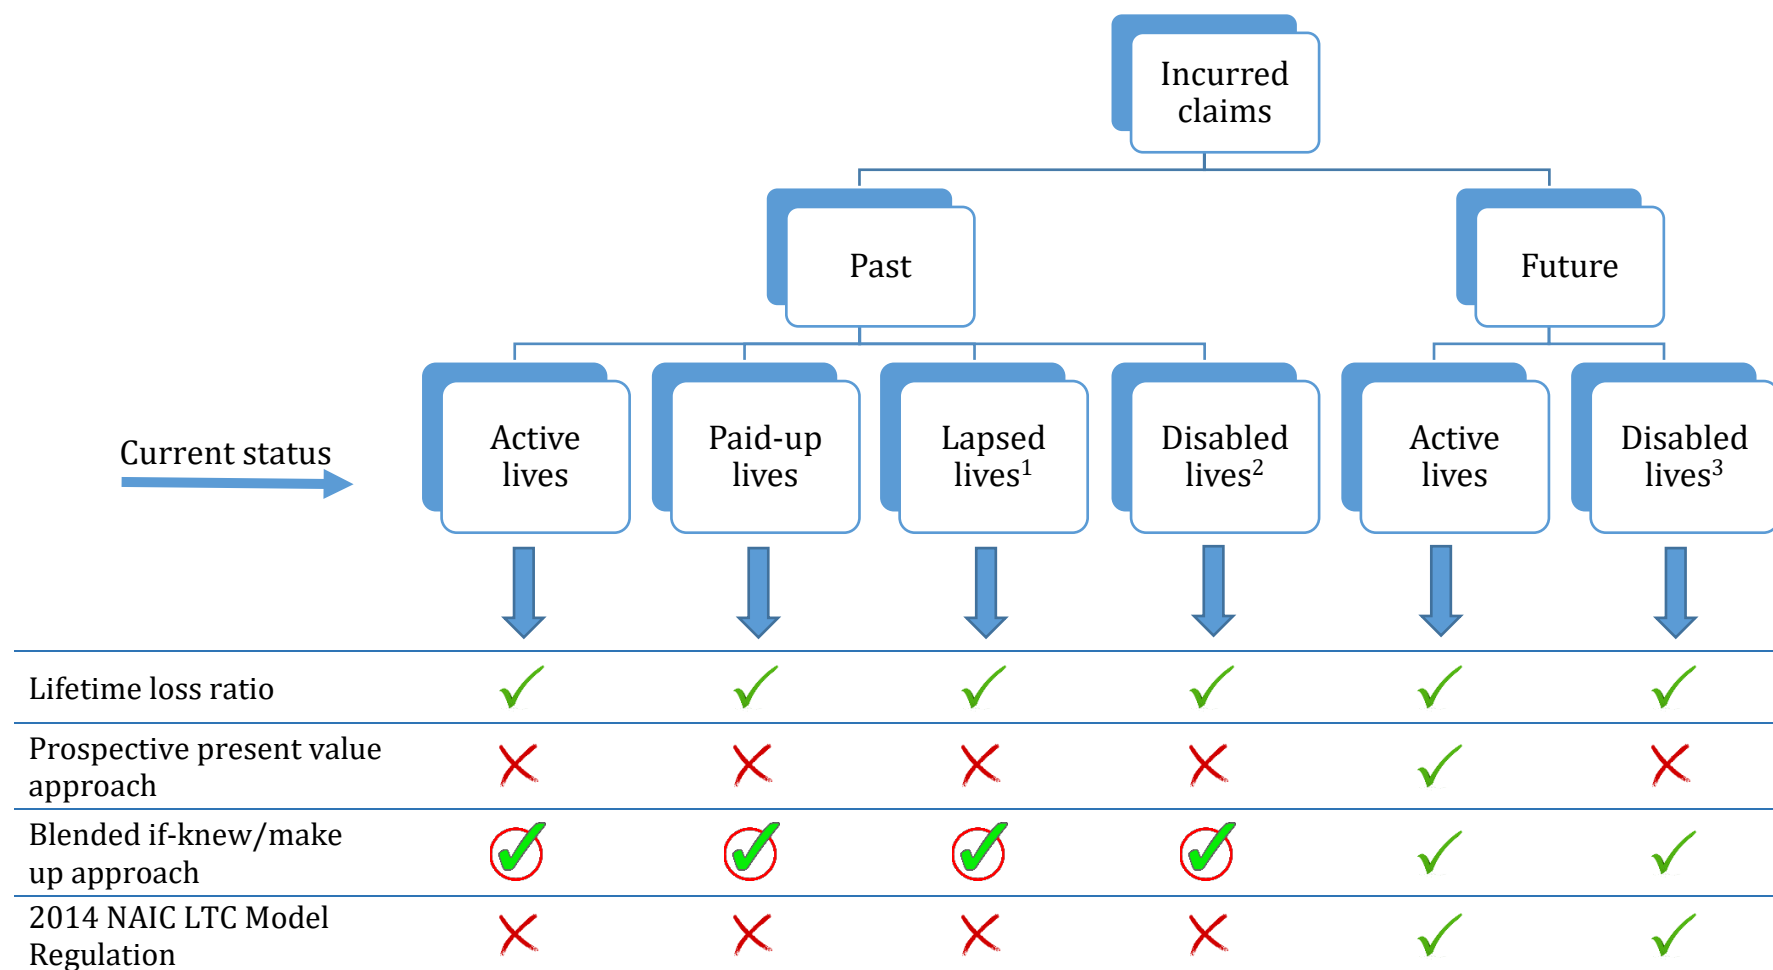 Incurred
claims
Past
Future
Current status
Active
lives
Paid-up
lives
Lapsed
lives¹
Disabled
lives²
Active
lives
Disabled
lives³
Lifetime loss ratio
Prospective present value
approach
Blended if-knew/make
up approach
2014 NAIC LTC Model
Regulation